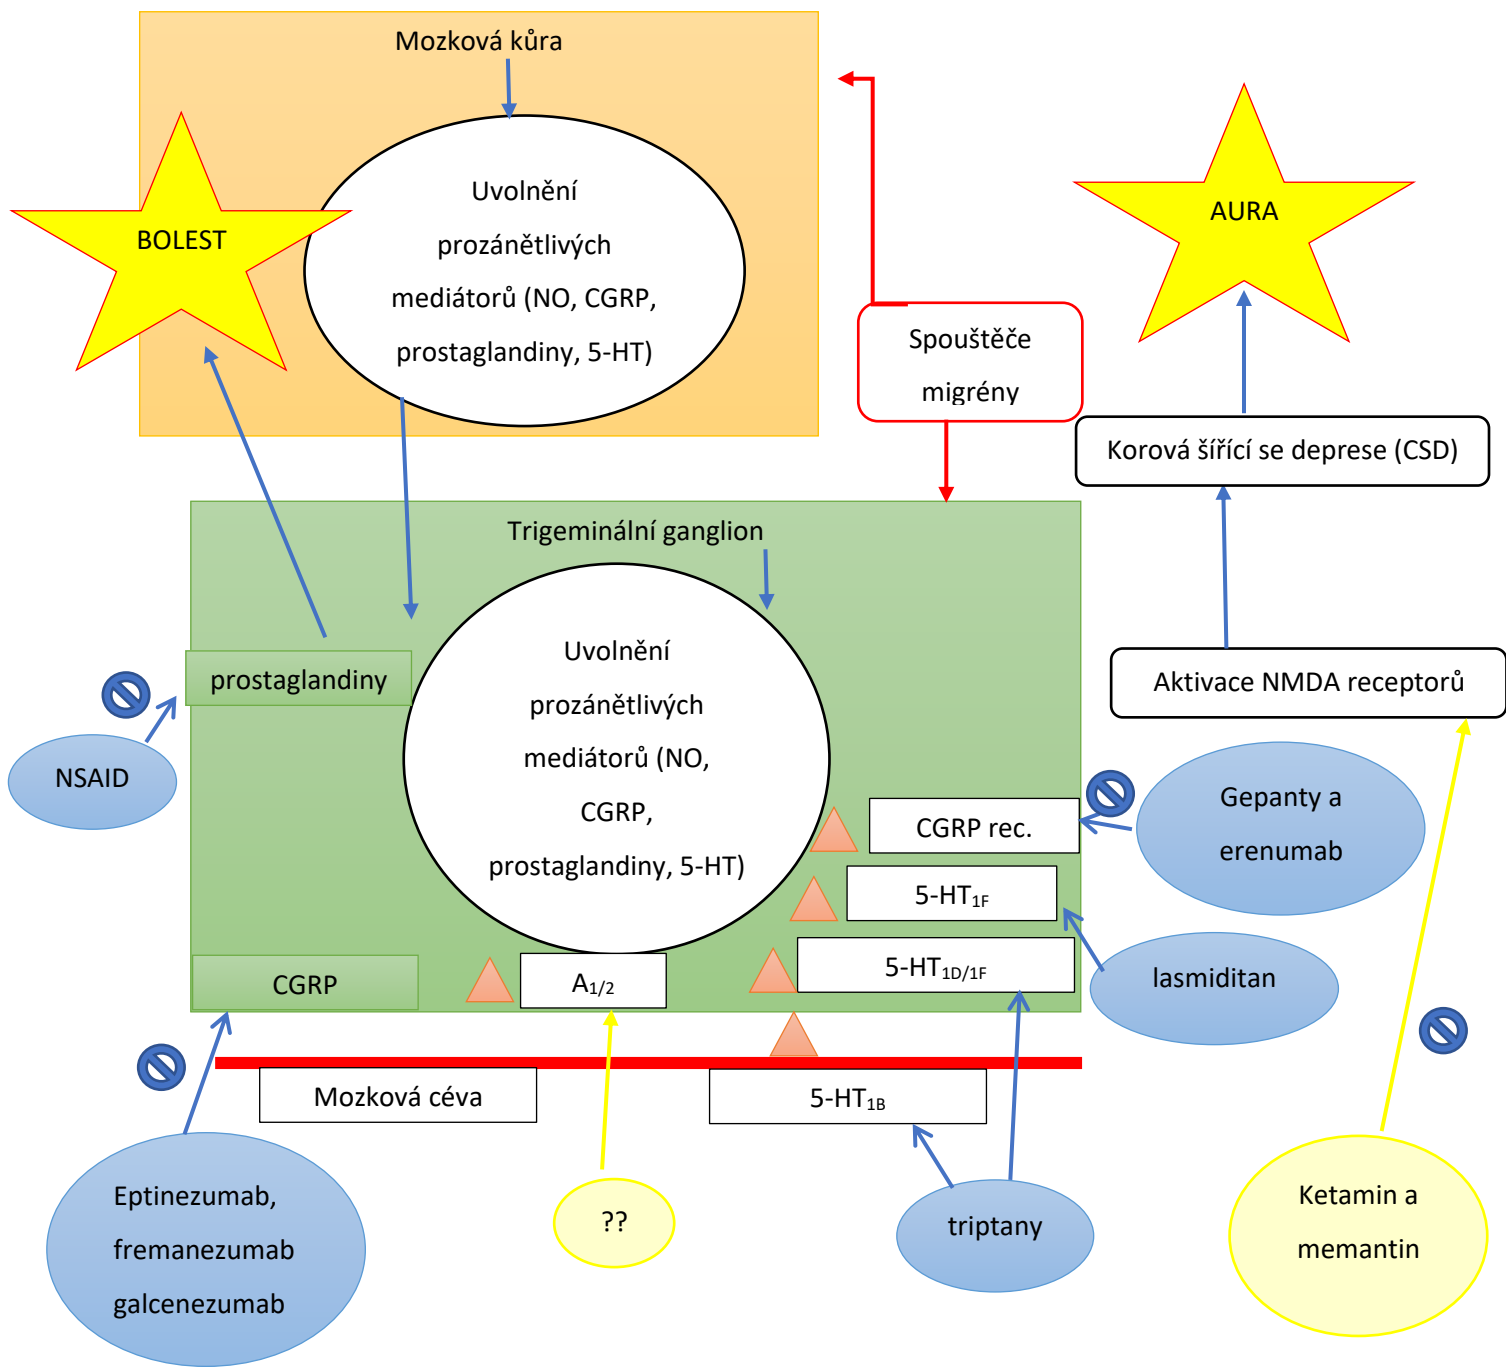 Mozková kůra
Uvolnění
prozánětlivých
mediátorů (NO, CGRP,
prostaglandiny, 5-HT)
BOLEST
AURA
Spouštěče
migrény
Korová šířící se deprese (CSD)
Trigeminální ganglion
Uvolnění
prozánětlivých
mediátorů (NO,
CGRP,
prostaglandiny, 5-HT)
prostaglandiny
Aktivace NMDA receptorů
NSAID
CGRP rec.
Gepanty a
erenumab
5-HT1F
5-HT1D/1F
lasmiditan
CGRP
A1/2
Mozková céva
5-HT1B
Eptinezumab,
fremanezumab
galcenezumab
??
triptany
Ketamin a
memantin